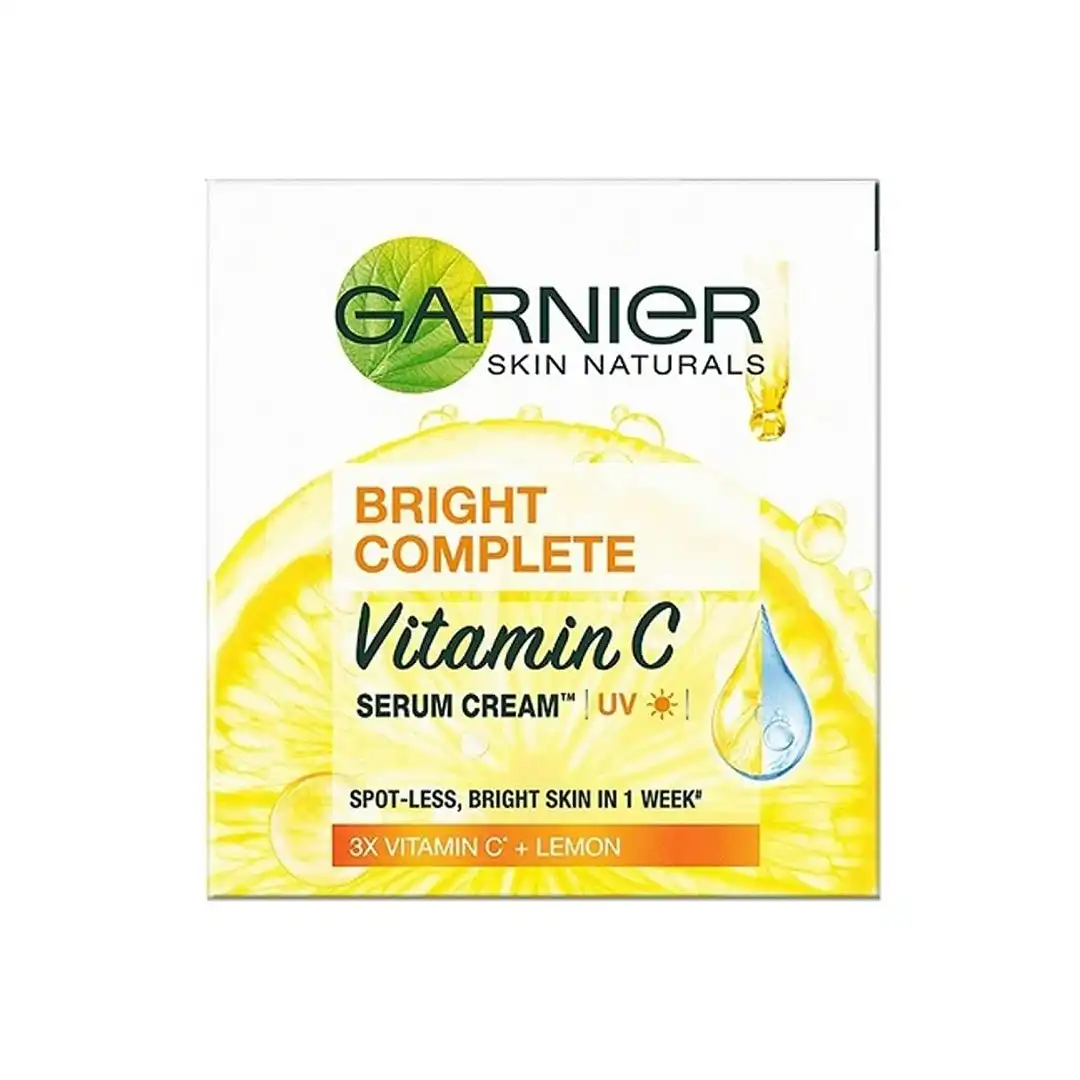 GARNIER
SKIN NATURALS
BRIGHT
COMPLETE
Vitamin C
SERUM CREAM™ | UV |
SPOT-LESS, BRIGHT SKIN IN 1 WEEK#
3X VITAMIN C* + LEMON